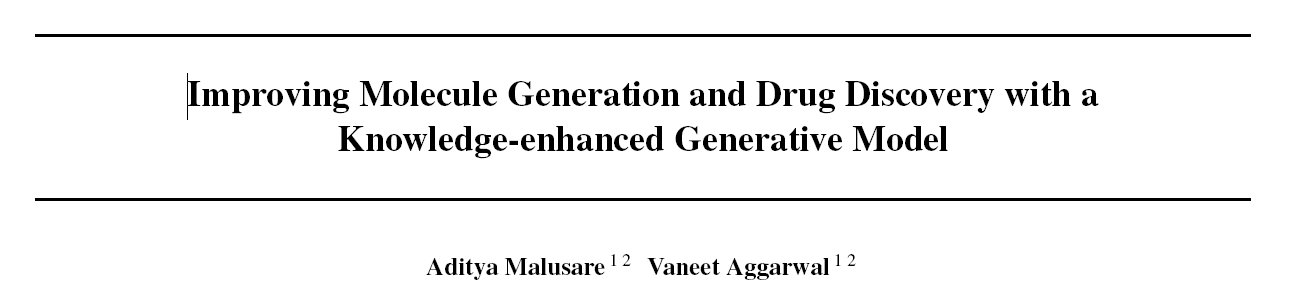 Improving Molecule Generation and Drug Discovery with a
Knowledge-enhanced Generative Model
Aditya Malusare 1 2 Vaneet Aggarwal 1 2